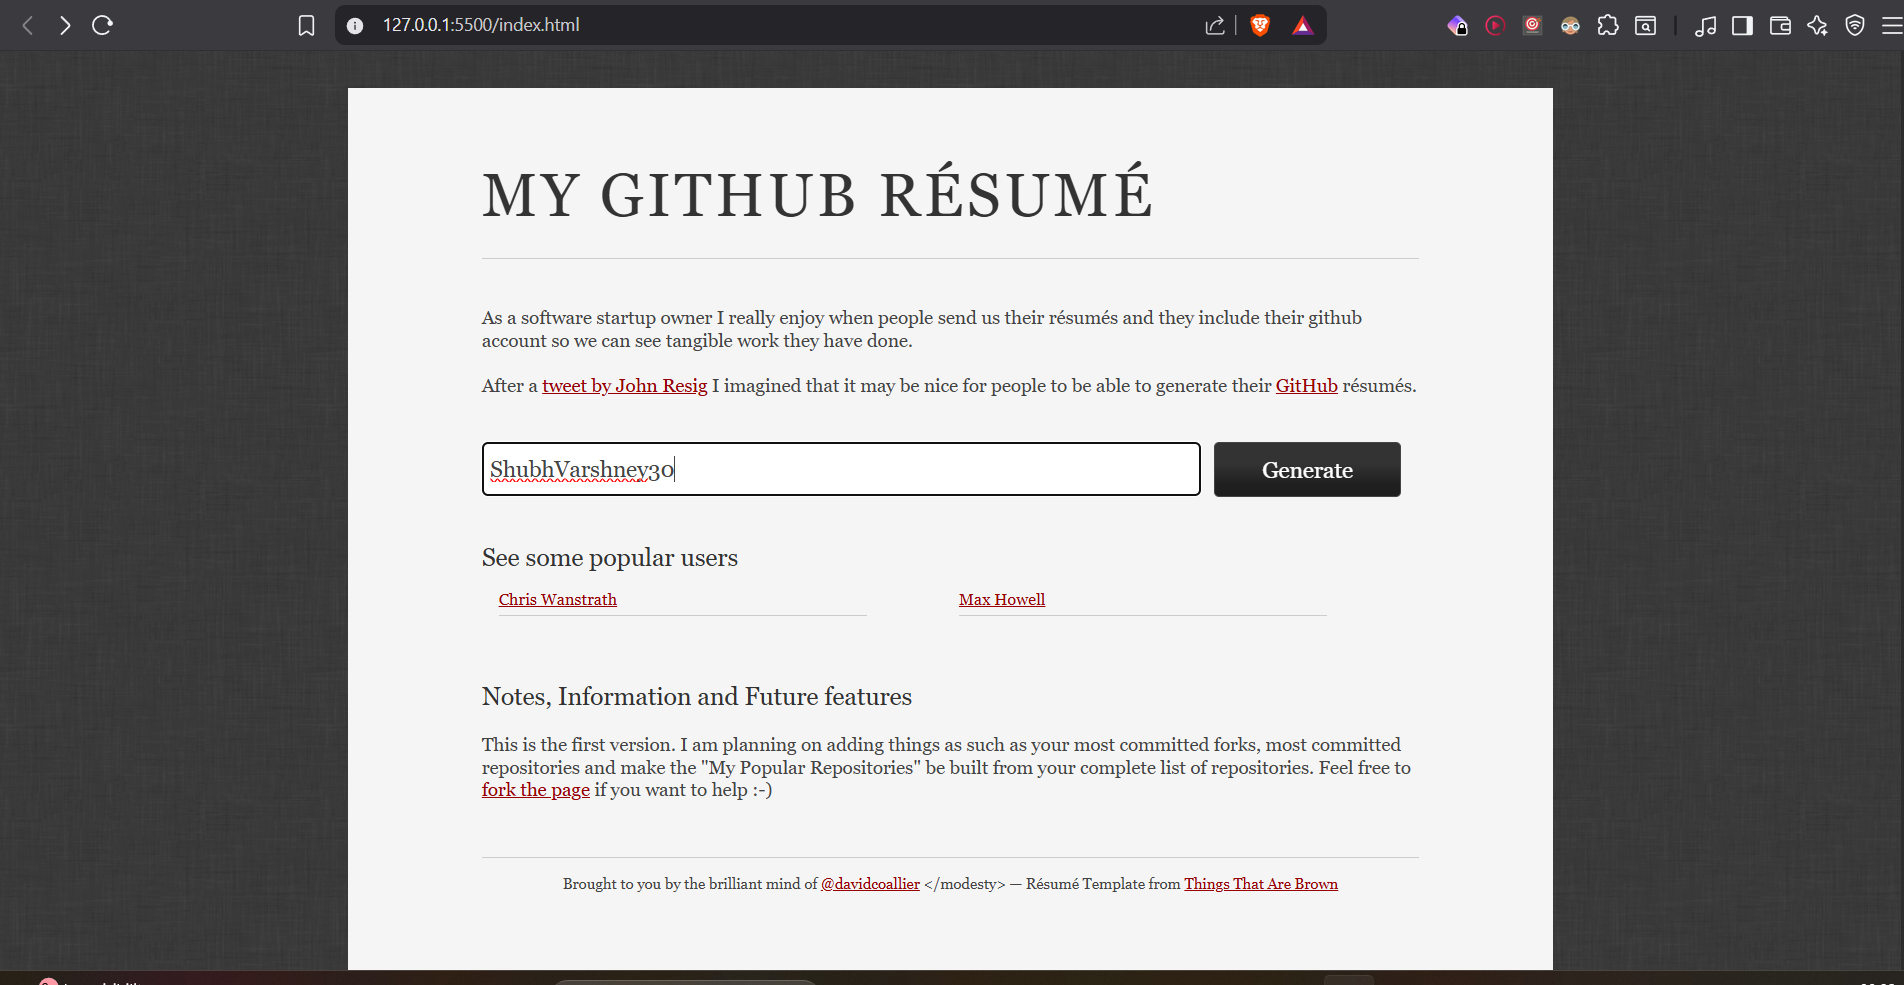 127.0.0.1:5500/index.html
MY GITHUB RÉSUMÉ
As a software startup owner I really enjoy when people send us their résumés and they include their github
account so we can see tangible work they have done.
After a tweet by John Resig I imagined that it may be nice for people to be able to generate their GitHub résumés.
ShubhVarshney30
Generate
See some popular users
Chris Wanstrath
Max Howell
Notes, Information and Future features
This is the first version. I am planning on adding things as such as your most committed forks, most committed
repositories and make the "My Popular Repositories" be built from your complete list of repositories. Feel free to
fork the page if you want to help :-)
Brought to you by the brilliant mind of @davidcoallier </modesty> — Résumé Template from Things That Are Brown